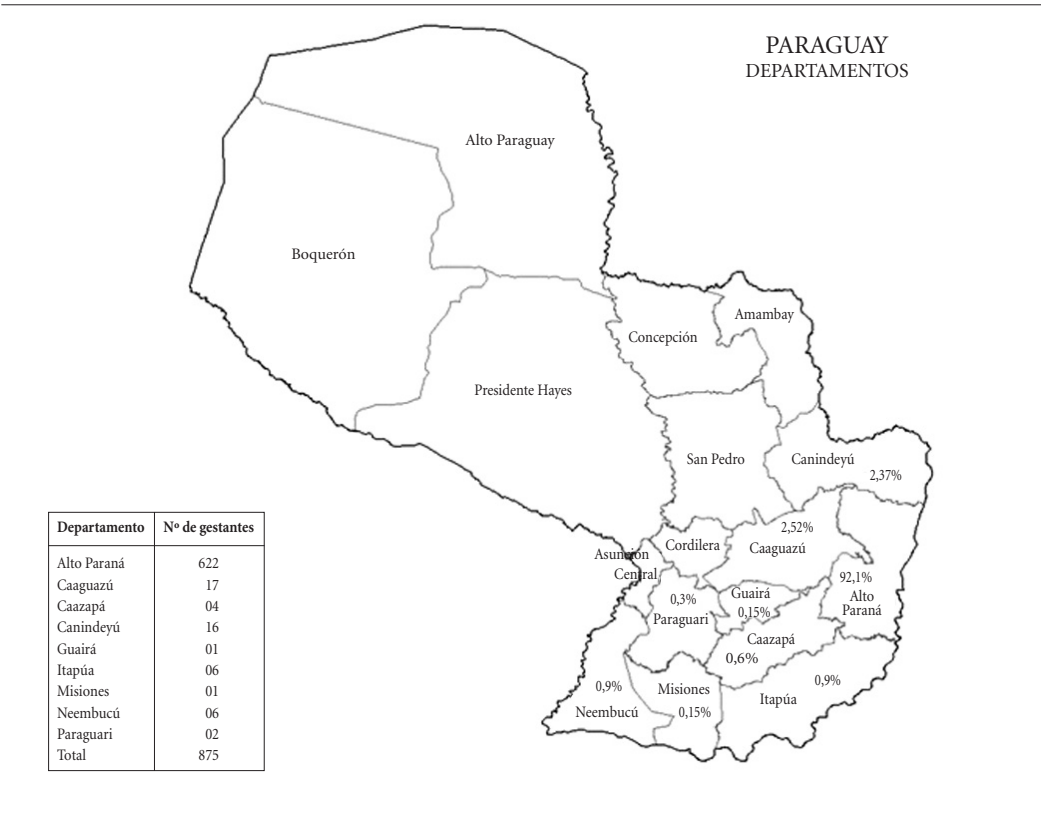 PARAGUAY
DEPARTAMENTOS
Alto Paraguay
Boquerón
Amambay
Concepción
Presidente Hayes
San Pedro
Canindeyú
2,37%
2,52%
Caaguazú
Cordilera
Asunción
Central
92,1%
Alto
Paraná
Guairá
0,15%
0,3%
Paraguari
Caazapá
0,6%
0,9%
Itapúa
Misiones
0,15%
0,9%
Neembucú
Departamento Nº de gestantes
Alto Paraná 622
Caaguazú 17
Caazapá 04
Canindeyú 16
Guairá 01
Itapúa 06
Misiones 01
Neembucú 06
Paraguari 02
Total 875